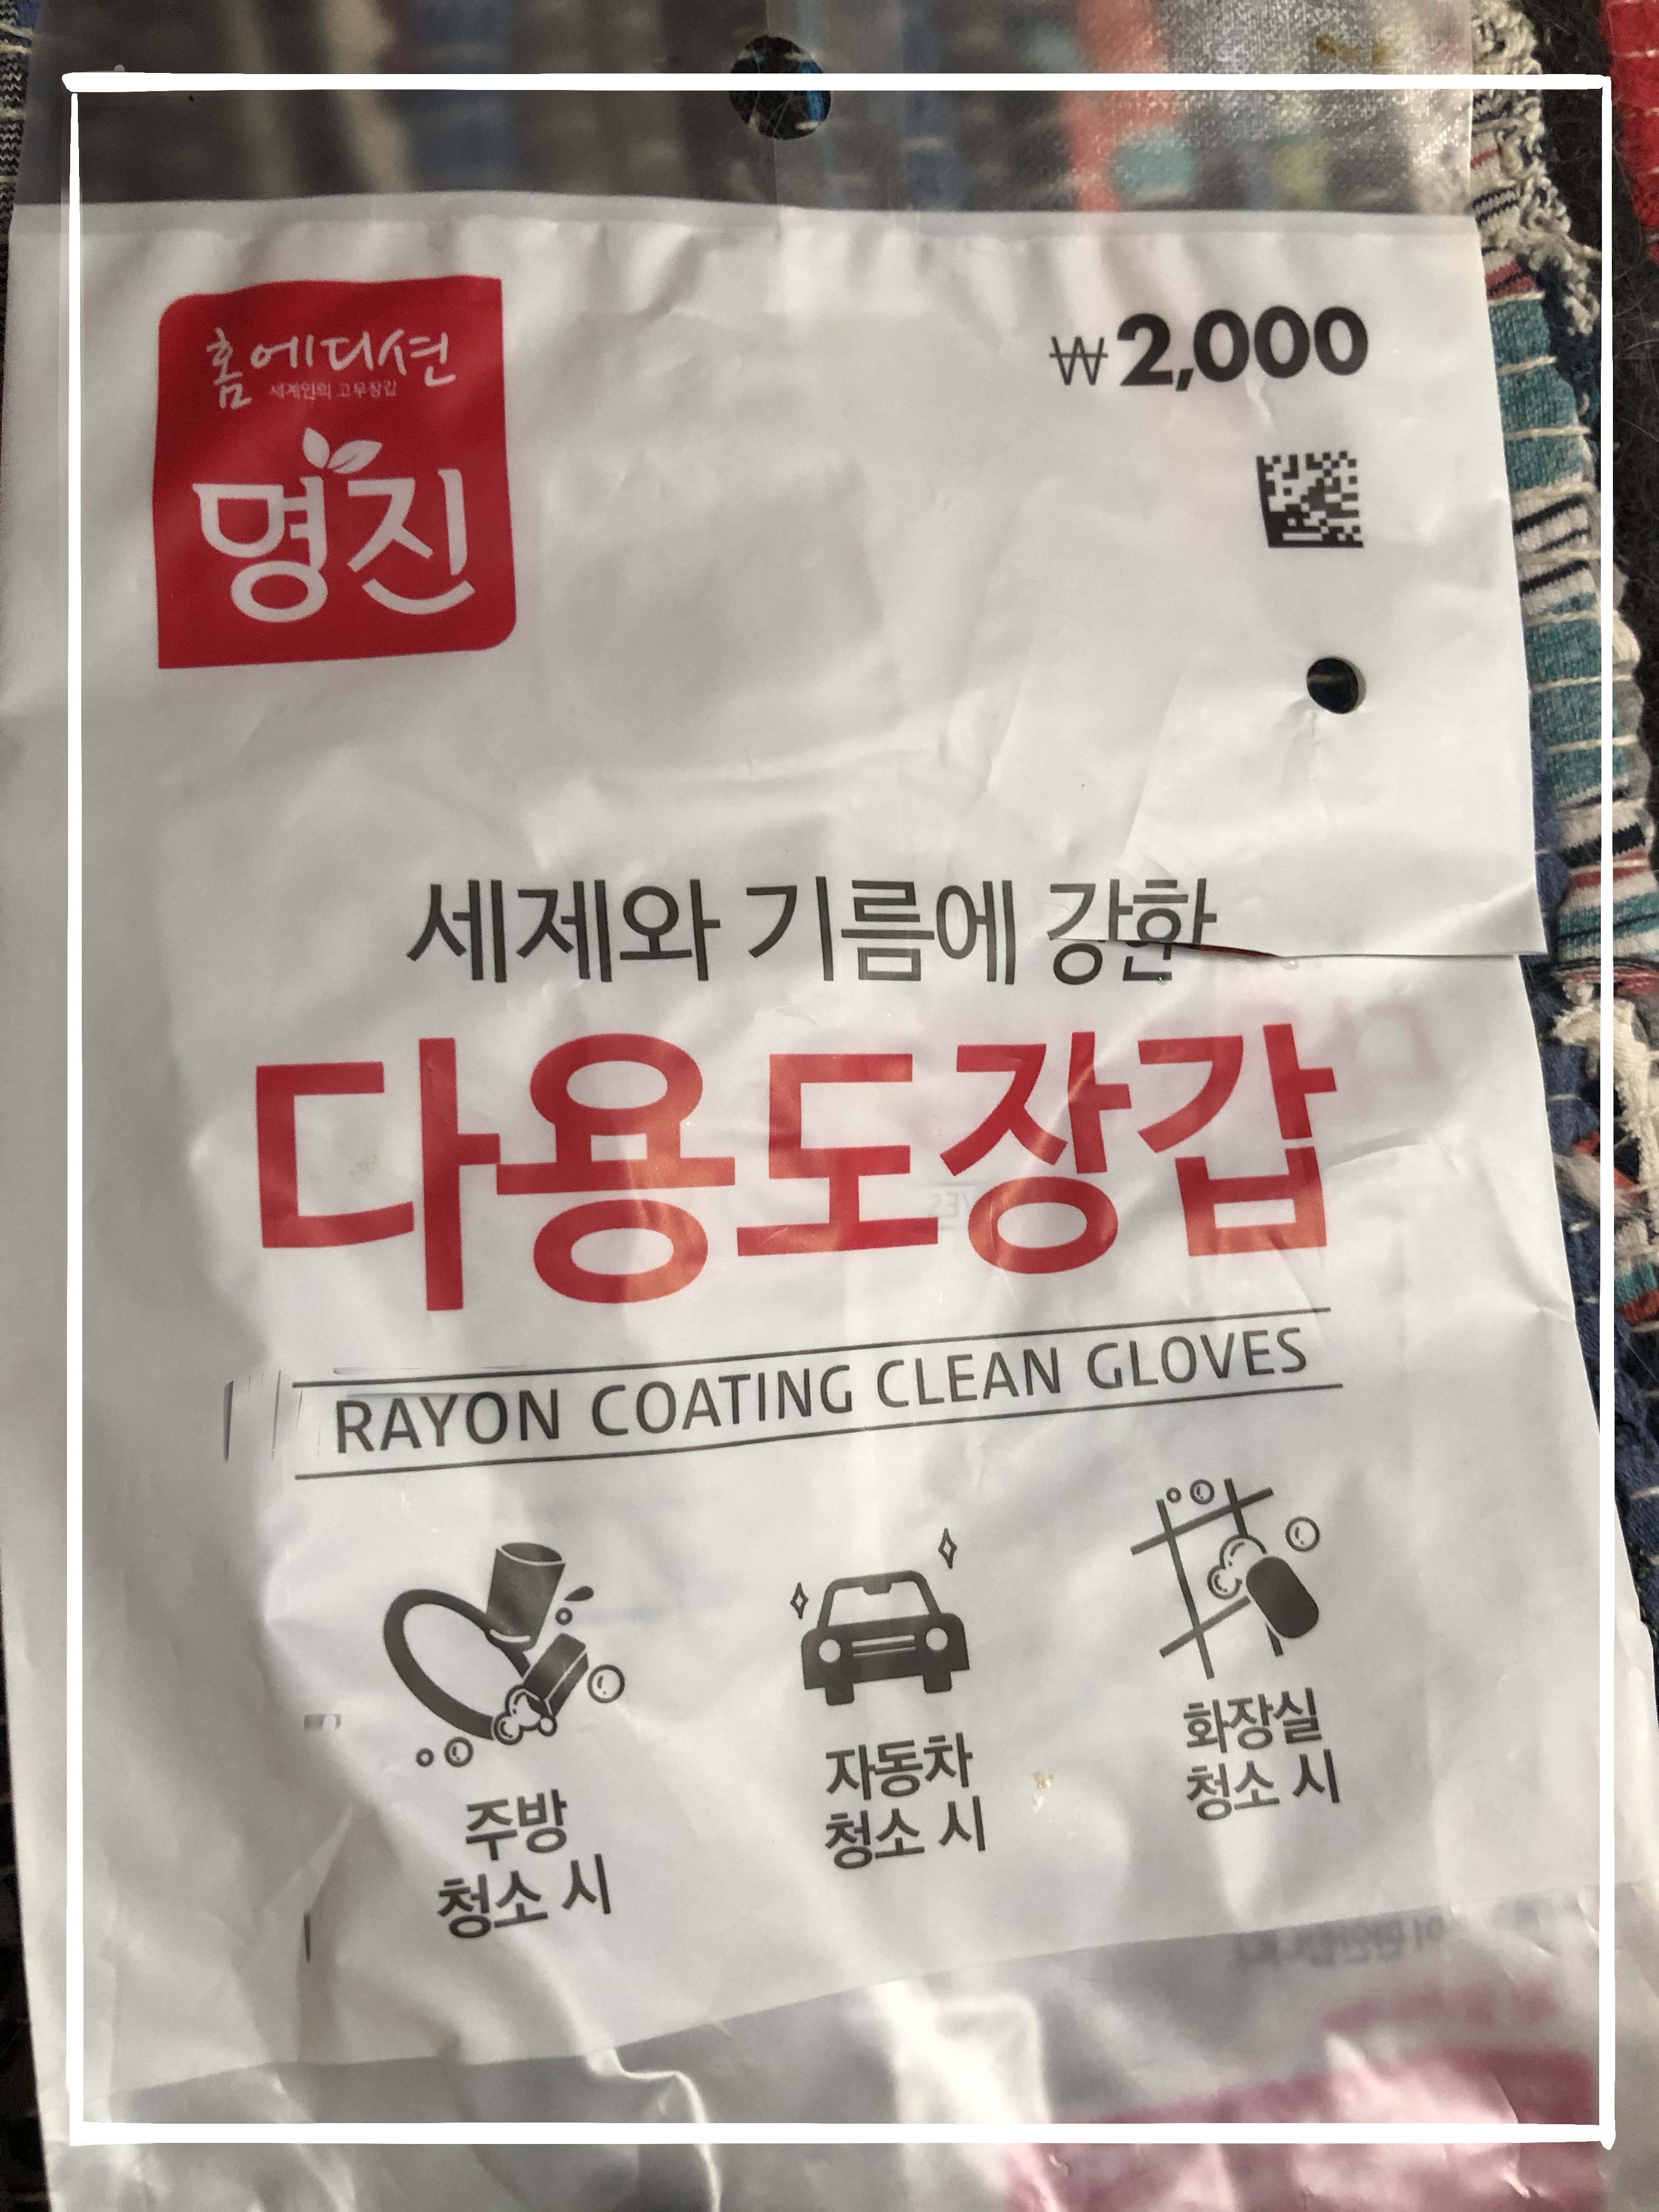 홈에디션
세계인의 고무장갑
명진
₩2,000
세제와 기름에 강한
다용도장갑
RAYON COATING CLEAN GLOVES
주방
청소 시
자동차
청소 시
화장실
청소 시